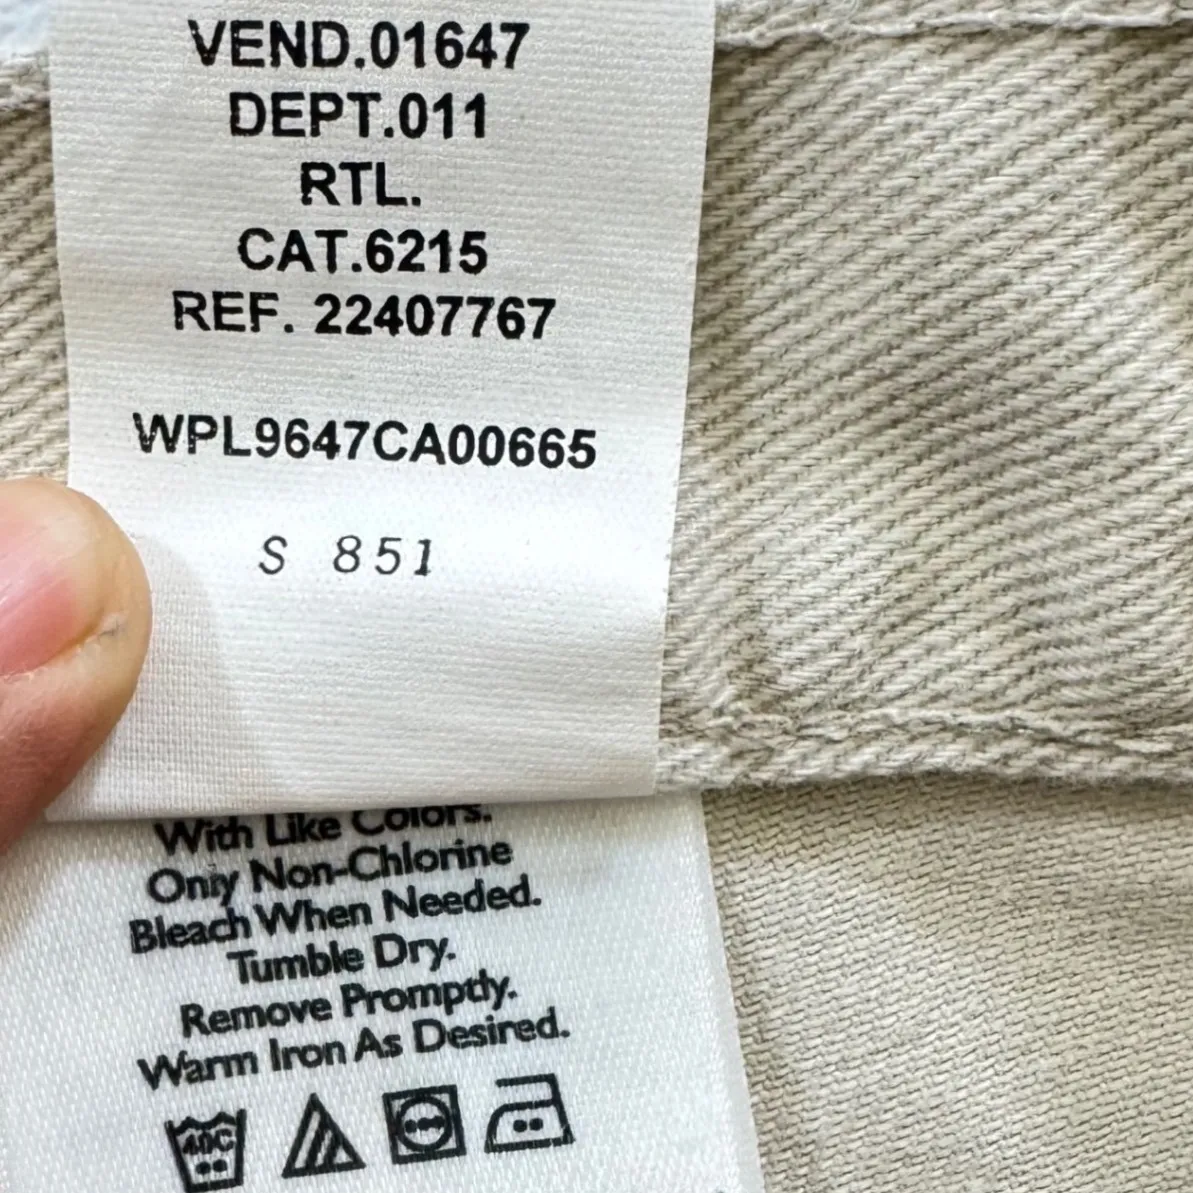 VEND.01647
DEPT.011
RTL.
CAT.6215
REF. 22407767
WPL9647CA00665
S 851
With Like Colors.
Only Non-Chlorine
Bleach When Needed.
Tumble Dry.
Remove Promptly.
Warm Iron As Desired.
40C